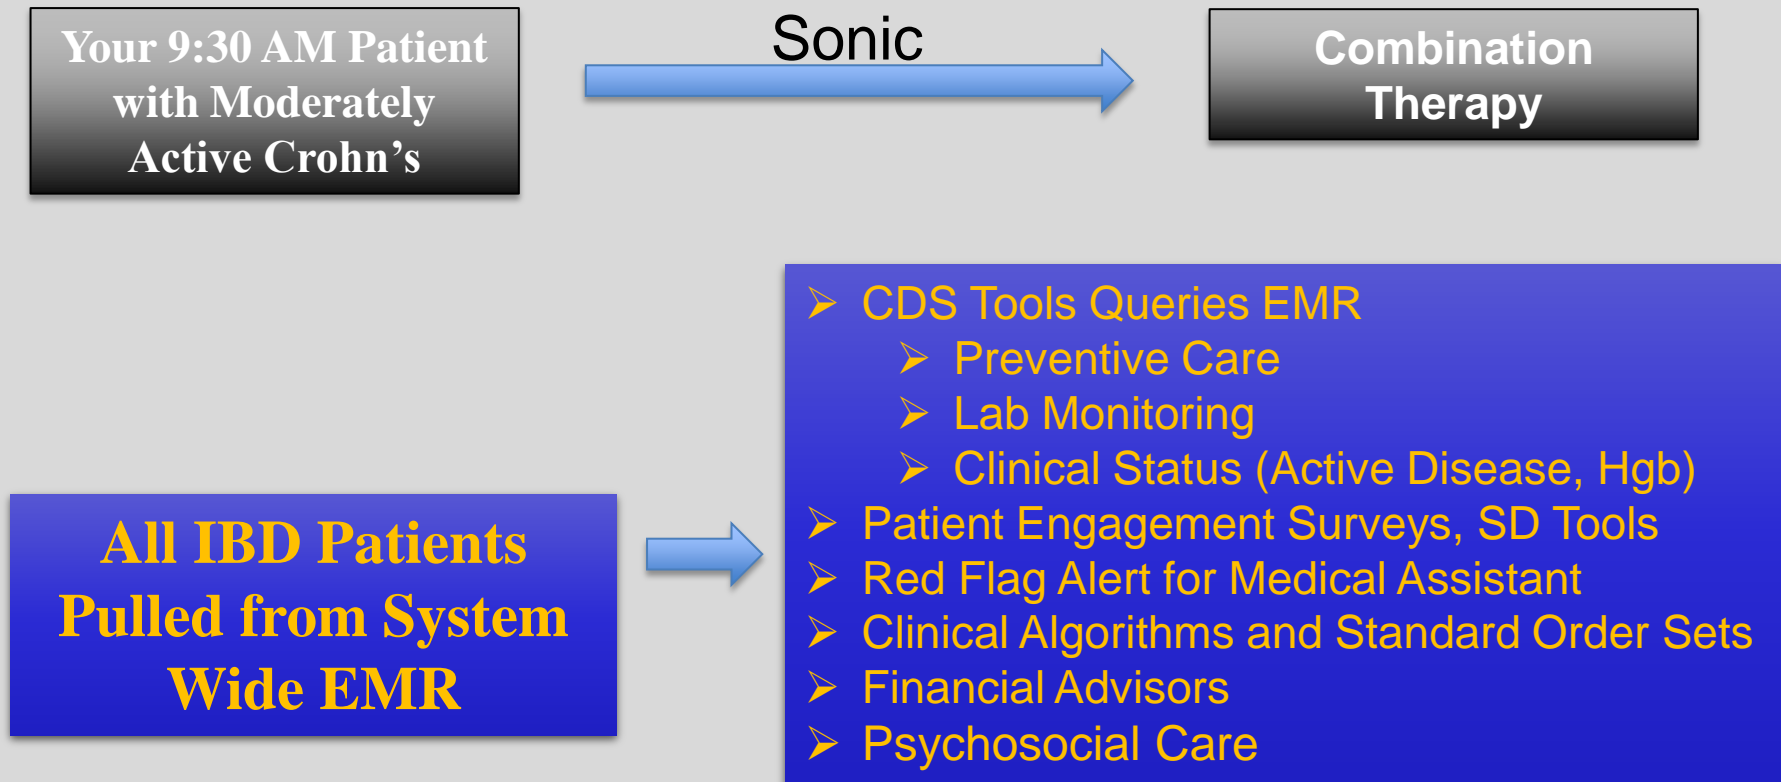 Your 9:30 AM Patient
with Moderately
Active Crohn's
Sonic
Combination
Therapy
All IBD Patients
Pulled from System
Wide EMR
➢ CDS Tools Queries EMR
➢ Preventive Care
➢ Lab Monitoring
➢ Clinical Status (Active Disease, Hgb)
➢ Patient Engagement Surveys, SD Tools
➢ Red Flag Alert for Medical Assistant
➢ Clinical Algorithms and Standard Order Sets
➢ Financial Advisors
➢ Psychosocial Care